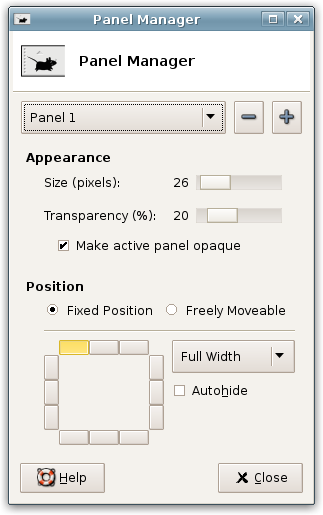 Panel Manager
Panel Manager
Panel 1
Appearance
Size (pixels): 26
Transparency (%): 20
Make active panel opaque
Position
Fixed Position Freely Moveable
Full Width
Autohide
Help Close